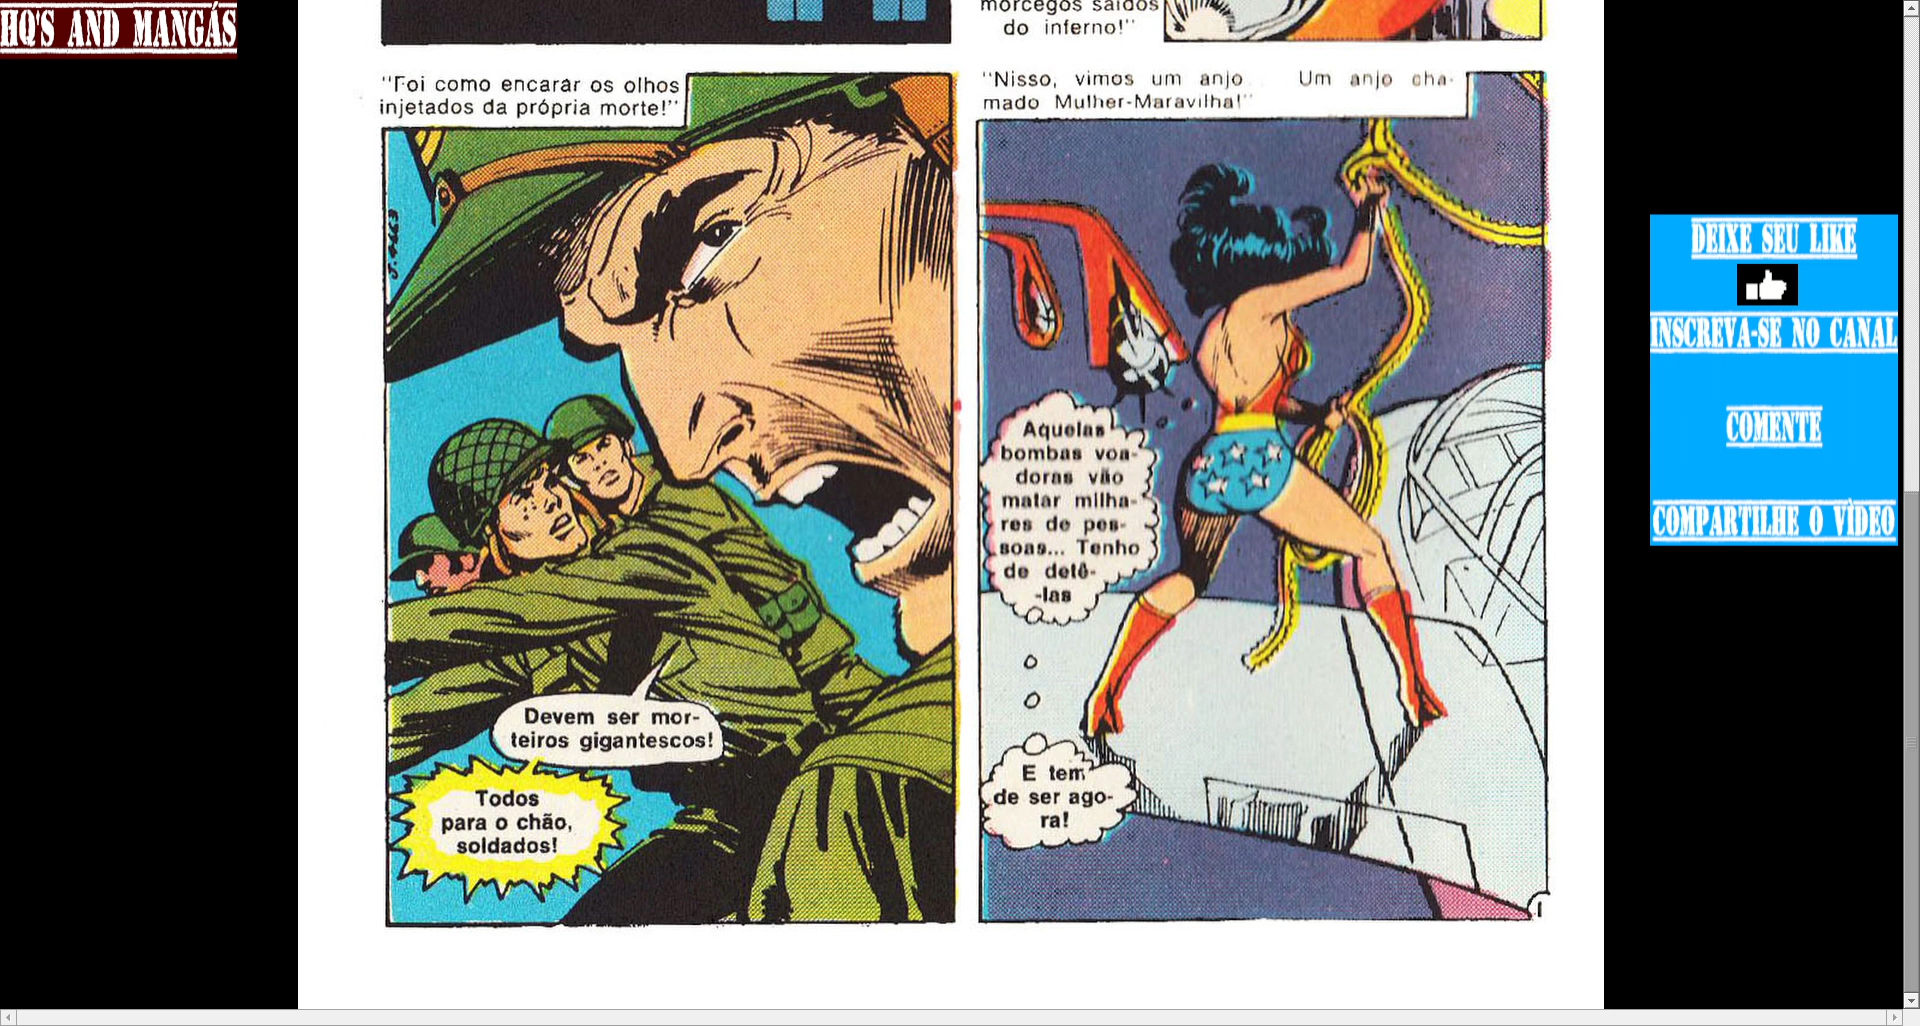 HQ'S AND MANGÁS
morcegos saídos
do inferno!"
"Foi como encarar os olhos
injetados da própria morte!"
Devem ser mor-
teiros gigantescos!
Todos
para o chão,
soldados!
"Nisso, vimos um anjo... Um anjo cha-
mado Mulher-Maravilha!"
Aquelas
bombas voa-
doras vão
matar milha-
res de pes-
soas... Tenho
de detê-
-las
E tem
de ser ago-
ra!
1
DEIXE SEU LIKE
INSCREVA-SE NO CANAL
COMENTE
COMPARTILHE O VÍDEO